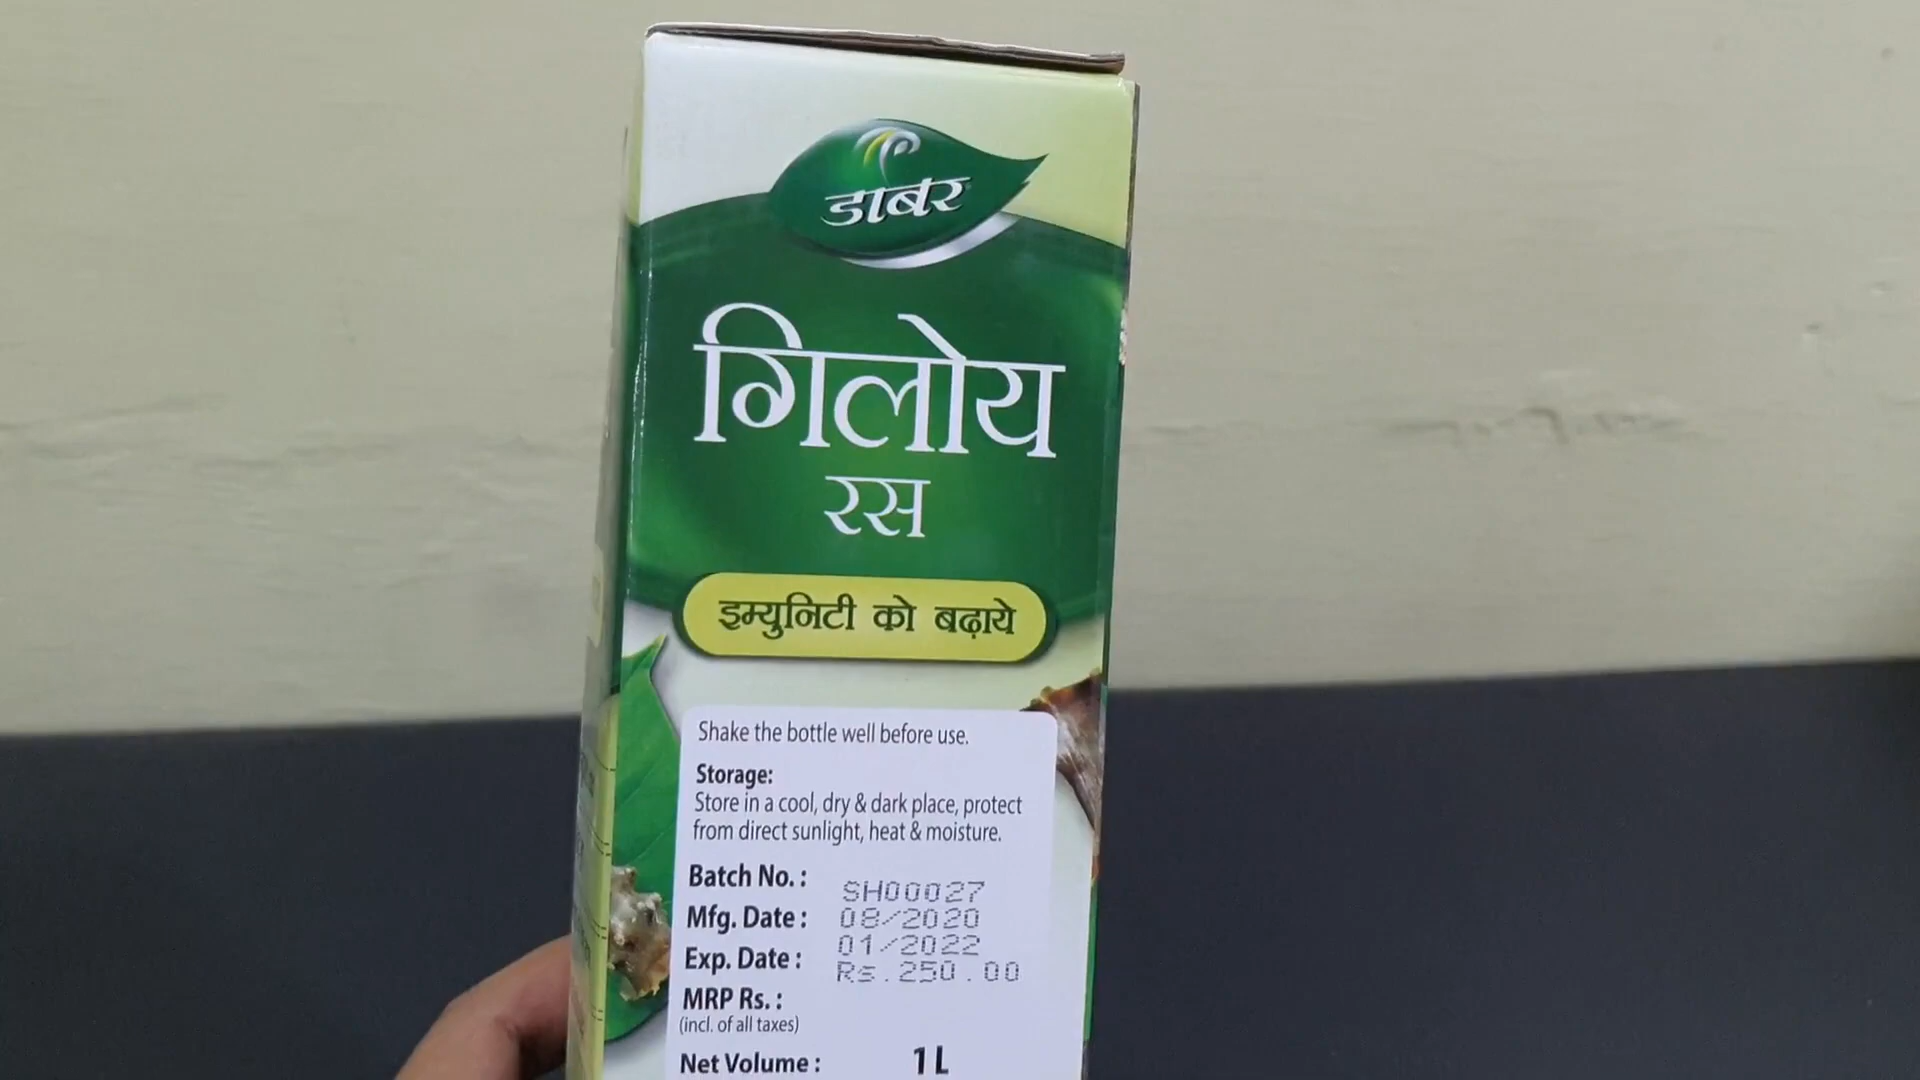 डाबर
गिलोय
रस
इम्युनिटी को बढ़ाये
Shake the bottle well before use.
Storage:
Store in a cool, dry & dark place, protect
from direct sunlight, heat & moisture.
Batch No. : SH00027
Mfg. Date : 08/2020
Exp. Date : 01/2022
MRP Rs. : Rs.250.00
(incl. of all taxes)
Net Volume : 1 L